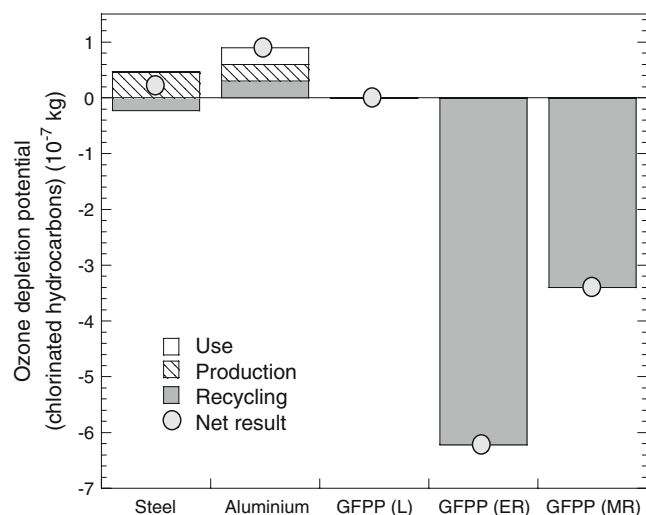 Ozone depletion potential
(chlorinated hydrocarbons) (10⁻⁷ kg)
1
0
-1
-2
-3
-4
-5
-6
-7
Use
Production
Recycling
Net result
Steel
Aluminium
GFPP (L)
GFPP (ER)
GFPP (MR)